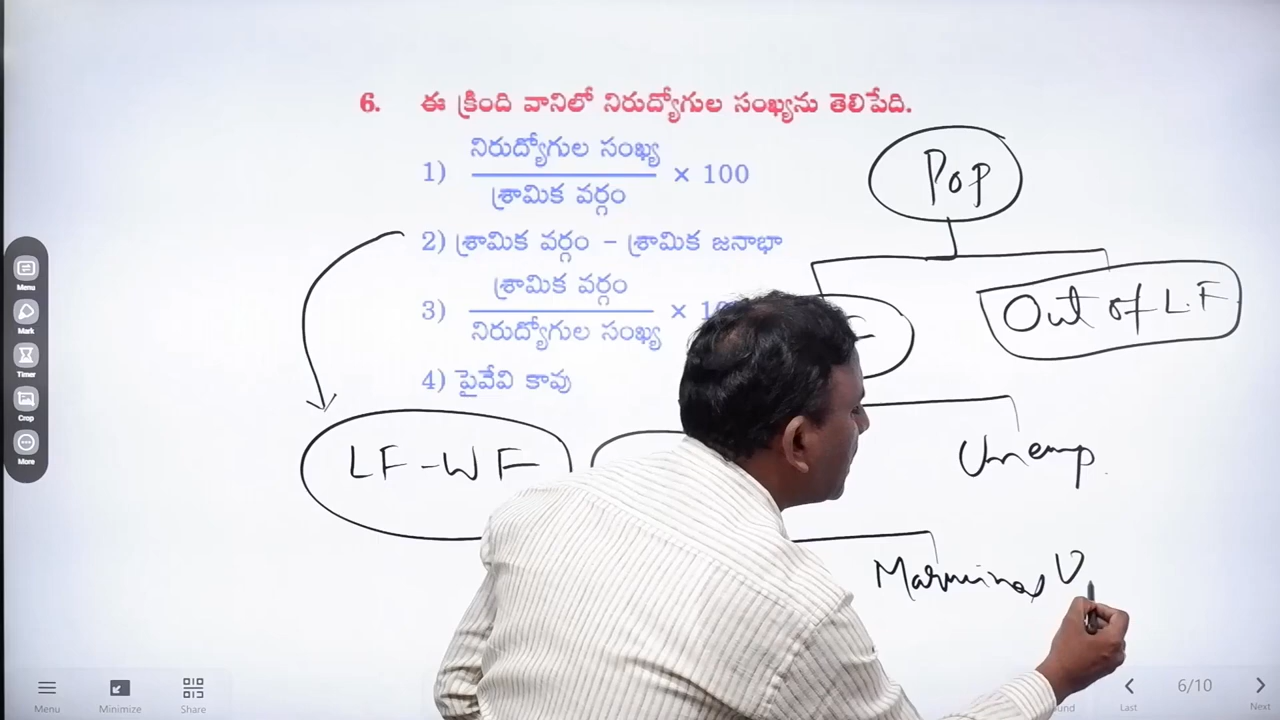 6. ఈ క్రింది వానిలో నిరుద్యోగుల సంఖ్యను తెలిపేది.
1) నిరుద్యోగుల సంఖ్య
శ్రామిక వర్గం
× 100
2) శ్రామిక వర్గం – శ్రామిక జనాభా
3) శ్రామిక వర్గం
నిరుద్యోగుల సంఖ్య
× 10
4) పైవేవి కావు
Pop
Out of L.F
LF-WF
Unemp.
Menu
Mark
Timer
Crop
More
Menu
Minimize
Share
Last
6/10
Next